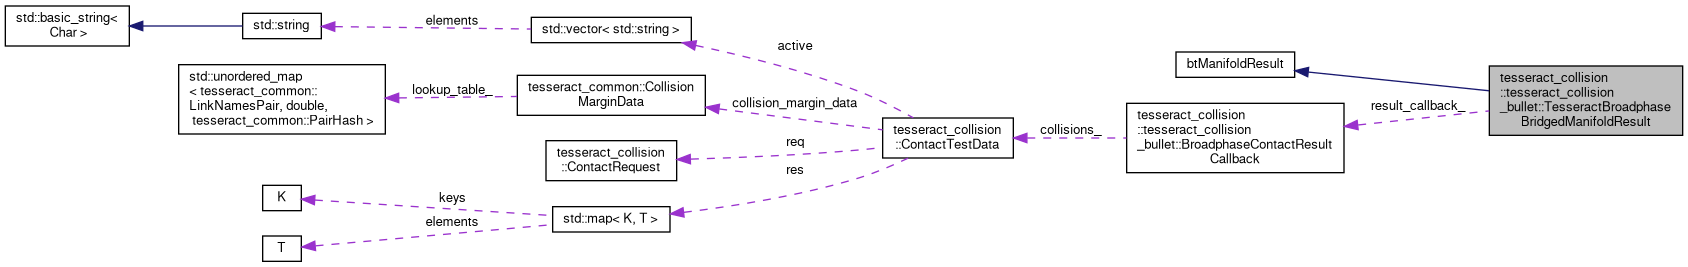 std::basic_string<
Char >
std::string
elements
std::vector< std::string >
active
std::unordered_map
< tesseract_common::
LinkNamesPair, double,
tesseract_common::PairHash >
lookup_table_
tesseract_common::Collision
MarginData
collision_margin_data
tesseract_collision
::ContactRequest
req
res
K
keys
T
elements
std::map< K, T >
tesseract_collision
::ContactTestData
collisions_
btManifoldResult
tesseract_collision
::tesseract_collision
_bullet::BroadphaseContactResult
Callback
result_callback_
tesseract_collision
::tesseract_collision
_bullet::TesseractBroadphase
BridgedManifoldResult